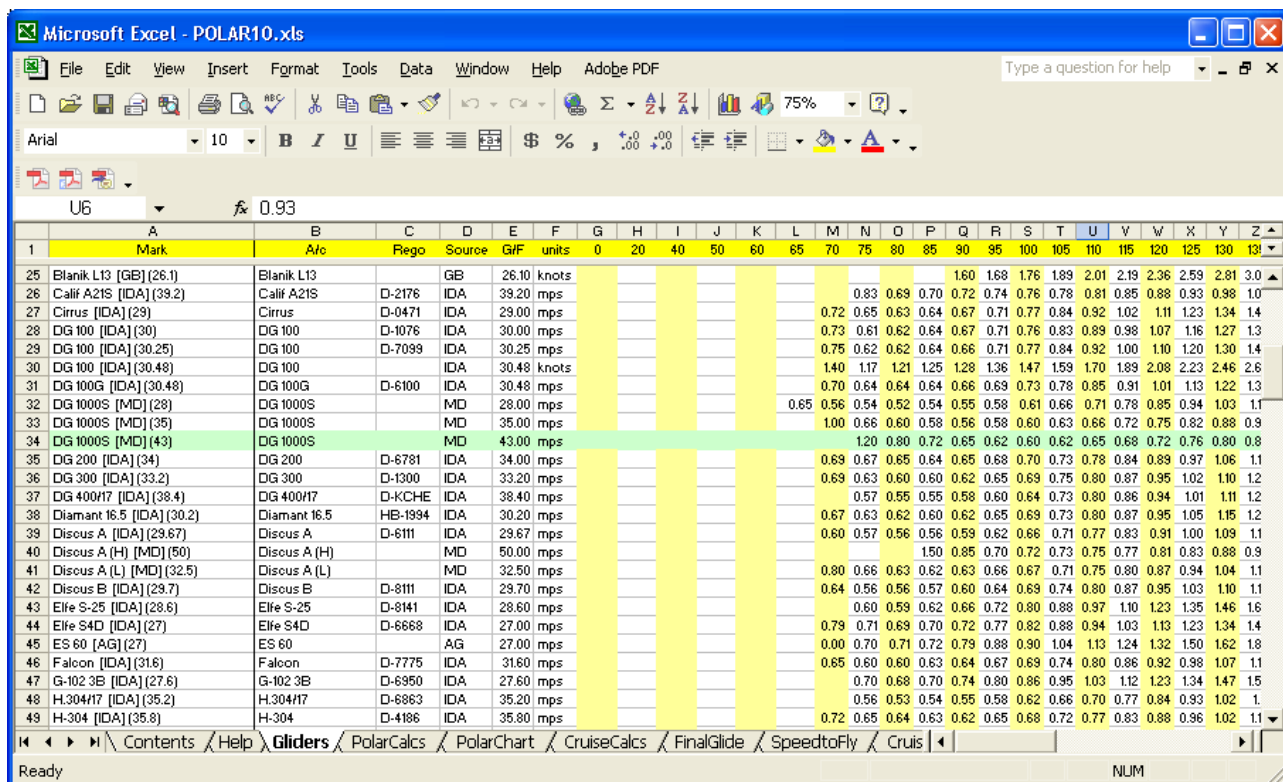 Microsoft Excel - POLAR10.xls
File Edit View Insert Format Tools Data Window Help Adobe PDF Type a question for help
75%
Arial 10 B I U $ % ,
U6 fx 0.93
A B C D E F G H I J K L M N O P Q R S T U V W X Y Z
1 Mark A/c Rego Source G/F units 0 20 40 50 60 65 70 75 80 85 90 95 100 105 110 115 120 125 130 135
25 Blanik L13 [GB] (26.1) Blanik L13 GB 26.10 knots 1.60 1.68 1.76 1.89 2.01 2.19 2.36 2.59 2.81 3.0
26 Calif A21S [IDA] (39.2) Calif A21S D-2176 IDA 39.20 mps 0.83 0.69 0.70 0.72 0.74 0.76 0.78 0.81 0.85 0.88 0.93 0.98 1.0
27 Cirrus [IDA] (29) Cirrus D-0471 IDA 29.00 mps 0.72 0.65 0.63 0.64 0.67 0.71 0.77 0.84 0.92 1.02 1.11 1.23 1.34 1.4
28 DG 100 [IDA] (30) DG 100 D-1076 IDA 30.00 mps 0.73 0.61 0.62 0.64 0.67 0.71 0.76 0.83 0.89 0.98 1.07 1.16 1.27 1.3
29 DG 100 [IDA] (30.25) DG 100 D-7099 IDA 30.25 mps 0.75 0.62 0.62 0.64 0.66 0.71 0.77 0.84 0.92 1.00 1.10 1.20 1.30 1.4
30 DG 100 [IDA] (30.48) DG 100 IDA 30.48 knots 1.40 1.17 1.21 1.25 1.28 1.36 1.47 1.59 1.70 1.89 2.08 2.23 2.46 2.6
31 DG 100G [IDA] (30.48) DG 100G D-6100 IDA 30.48 mps 0.70 0.64 0.64 0.64 0.66 0.69 0.73 0.78 0.85 0.91 1.01 1.13 1.22 1.3
32 DG 1000S [MD] (28) DG 1000S MD 28.00 mps 0.65 0.56 0.54 0.52 0.54 0.55 0.58 0.61 0.66 0.71 0.78 0.85 0.94 1.03 1.1
33 DG 1000S [MD] (35) DG 1000S MD 35.00 mps 1.00 0.66 0.60 0.58 0.56 0.58 0.60 0.63 0.66 0.72 0.75 0.82 0.88 0.9
34 DG 1000S [MD] (43) DG 1000S MD 43.00 mps 1.20 0.80 0.72 0.65 0.62 0.60 0.62 0.65 0.68 0.72 0.76 0.80 0.8
35 DG 200 [IDA] (34) DG 200 D-6781 IDA 34.00 mps 0.69 0.67 0.65 0.64 0.65 0.68 0.70 0.73 0.78 0.84 0.89 0.97 1.06 1.1
36 DG 300 [IDA] (33.2) DG 300 D-1300 IDA 33.20 mps 0.69 0.63 0.60 0.60 0.62 0.65 0.69 0.75 0.80 0.87 0.95 1.02 1.10 1.2
37 DG 400/17 [IDA] (38.4) DG 400/17 D-KCHE IDA 38.40 mps 0.57 0.55 0.55 0.58 0.60 0.64 0.73 0.80 0.86 0.94 1.01 1.11 1.2
38 Diamant 16.5 [IDA] (30.2) Diamant 16.5 HB-1994 IDA 30.20 mps 0.67 0.63 0.62 0.60 0.62 0.65 0.69 0.73 0.80 0.87 0.95 1.05 1.15 1.2
39 Discus A [IDA] (29.67) Discus A D-6111 IDA 29.67 mps 0.60 0.57 0.56 0.56 0.59 0.62 0.66 0.71 0.77 0.83 0.91 1.00 1.09 1.1
40 Discus A (H) [MD] (50) Discus A (H) MD 50.00 mps 1.50 0.85 0.70 0.72 0.73 0.75 0.77 0.81 0.83 0.88 0.9
41 Discus A (L) [MD] (32.5) Discus A (L) MD 32.50 mps 0.80 0.66 0.63 0.62 0.63 0.66 0.67 0.71 0.75 0.80 0.87 0.94 1.04 1.1
42 Discus B [IDA] (29.7) Discus B D-8111 IDA 29.70 mps 0.64 0.56 0.56 0.57 0.60 0.64 0.69 0.74 0.80 0.87 0.95 1.03 1.10 1.1
43 Elfe S-25 [IDA] (28.6) Elfe S-25 D-8141 IDA 28.60 mps 0.60 0.59 0.62 0.66 0.72 0.80 0.88 0.97 1.10 1.23 1.35 1.46 1.6
44 Elfe S4D [IDA] (27) Elfe S4D D-6668 IDA 27.00 mps 0.79 0.71 0.69 0.70 0.72 0.77 0.82 0.88 0.94 1.03 1.13 1.23 1.34 1.4
45 ES 60 [AG] (27) ES 60 AG 27.00 mps 0.00 0.70 0.71 0.72 0.79 0.88 0.90 1.04 1.13 1.24 1.32 1.50 1.62 1.8
46 Falcon [IDA] (31.6) Falcon D-7775 IDA 31.60 mps 0.65 0.60 0.60 0.63 0.64 0.67 0.69 0.74 0.80 0.86 0.92 0.98 1.07 1.1
47 G-102 3B [IDA] (27.6) G-102 3B D-6950 IDA 27.60 mps 0.70 0.68 0.70 0.74 0.80 0.86 0.95 1.03 1.12 1.23 1.34 1.47 1.5
48 H.304/17 [IDA] (35.2) H.304/17 D-6863 IDA 35.20 mps 0.56 0.53 0.54 0.55 0.58 0.62 0.66 0.70 0.77 0.84 0.93 1.02 1.
49 H-304 [IDA] (35.8) H-304 D-4186 IDA 35.80 mps 0.72 0.65 0.64 0.63 0.62 0.65 0.68 0.72 0.77 0.83 0.88 0.96 1.02 1.1
Contents Help Gliders PolarCalcs PolarChart CruiseCalcs FinalGlide SpeedtoFly Cruis
Ready NUM